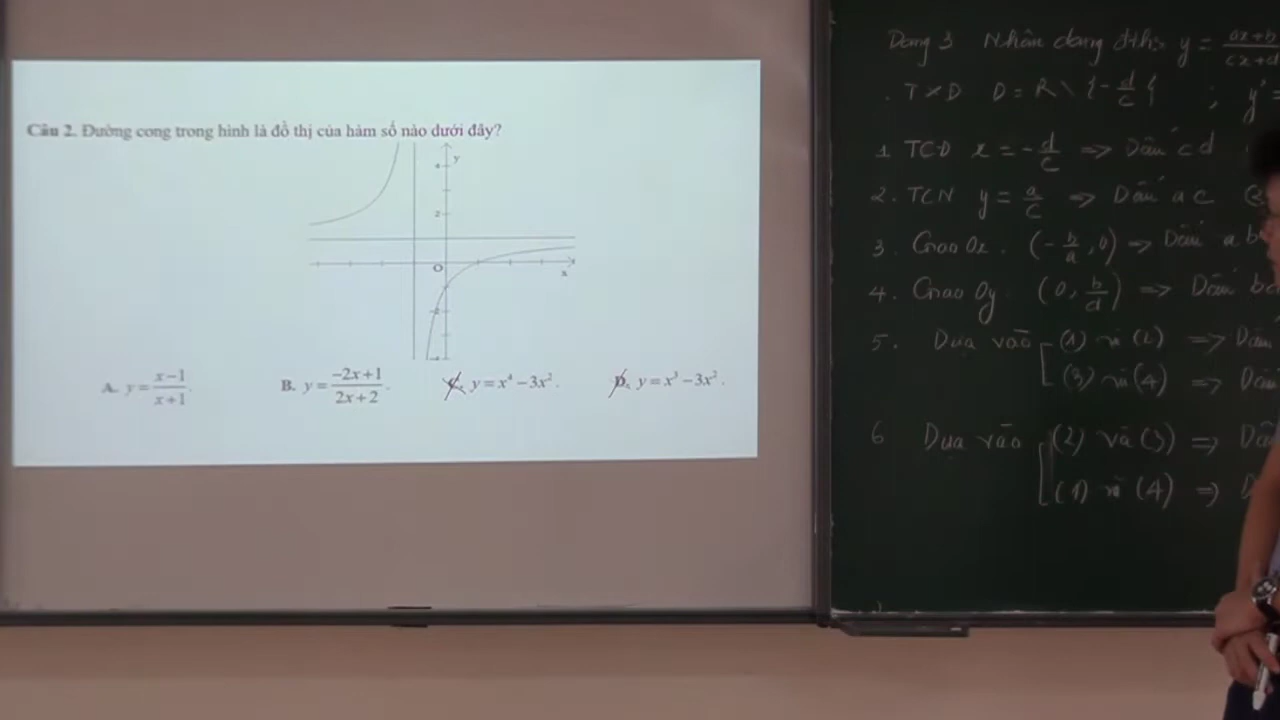 Câu 2. Đường cong trong hình là đồ thị của hàm số nào dưới đây?
4 y
2
O x
-2
-4
A. y = (x-1)/(x+1). B. y = (-2x+1)/(2x+2). C. y = x⁴ - 3x². D. y = x³ - 3x².
Dạng 3 Nhận dạng đths y = (ax+b)/(cx+d)
. TXD D = R \ {-d/c} ; y' =
1. TCD x = -d/c => Dấu cd
2. TCN y = a/c => Dấu ac
3. Giao Ox. (-b/a, 0) => Dấu ab
4. Giao Oy. (0, b/d) => Dấu bd
5. Dựa vào (1) và (2) => Dấu
(3) và (4) => Dấu
6 Dựa vào (2) và (3) => Dấu
(1) và (4) =>